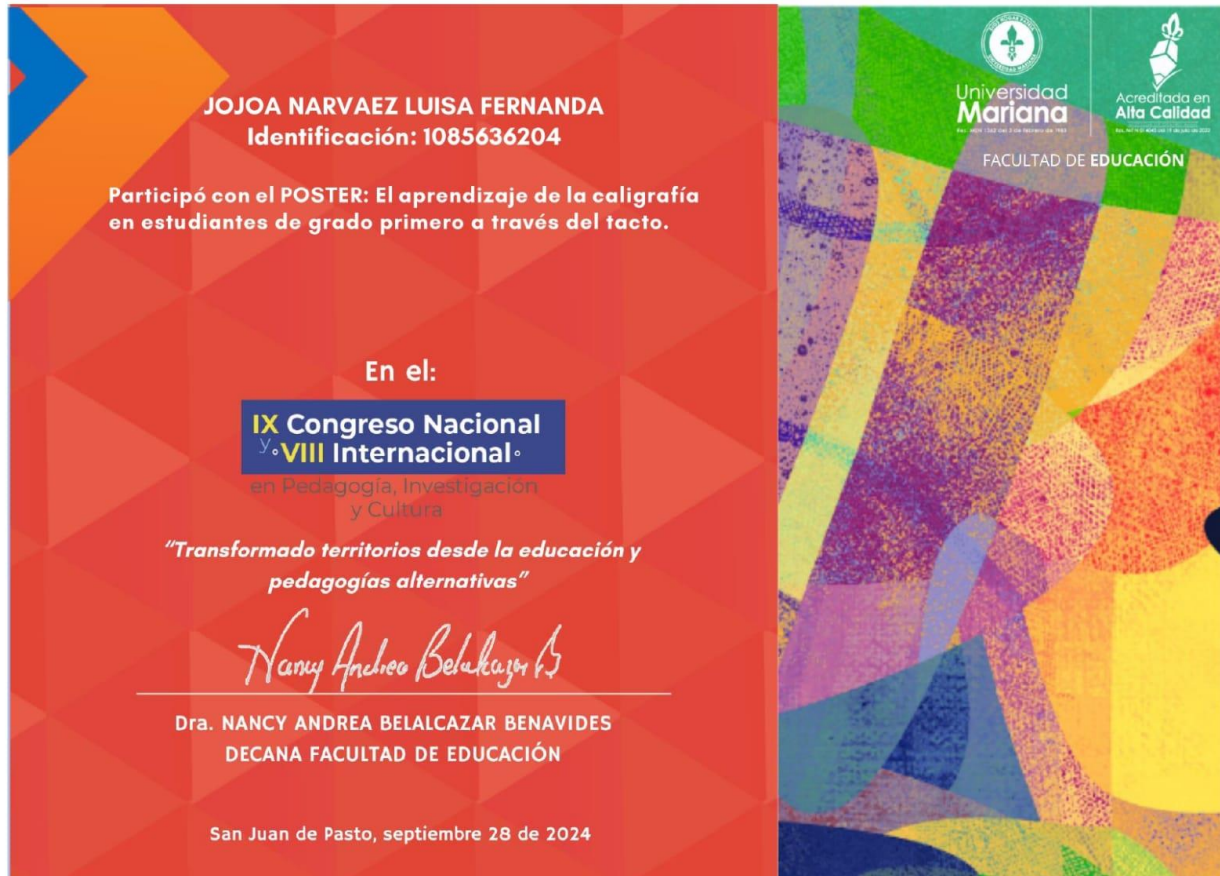 JOJOA NARVAEZ LUISA FERNANDA
Identificación: 1085636204
Participó con el POSTER: El aprendizaje de la caligrafía
en estudiantes de grado primero a través del tacto.
En el:
IX Congreso Nacional
y VIII Internacional
en Pedagogía, Investigación
y Cultura
“Transformado territorios desde la educación y
pedagogías alternativas”
Nancy Andrea Belalcazar B
Dra. NANCY ANDREA BELALCAZAR BENAVIDES
DECANA FACULTAD DE EDUCACIÓN
San Juan de Pasto, septiembre 28 de 2024
Universidad
Mariana
Acreditada en
Alta Calidad
FACULTAD DE EDUCACIÓN